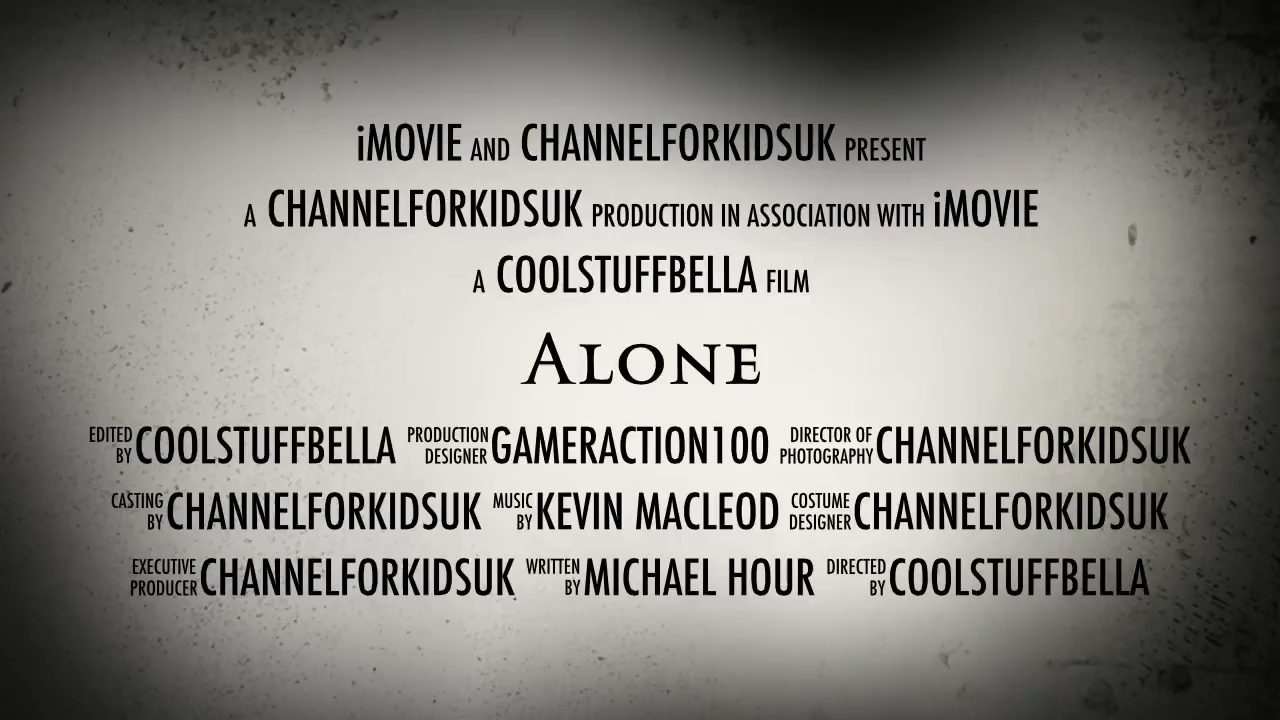 iMOVIE AND CHANNELFORKIDSUK PRESENT
A CHANNELFORKIDSUK PRODUCTION IN ASSOCIATION WITH iMOVIE
A COOLSTUFFBELLA FILM
ALONE
EDITED BY COOLSTUFFBELLA PRODUCTION DESIGNER GAMERACTION100 DIRECTOR OF PHOTOGRAPHY CHANNELFORKIDSUK
CASTING BY CHANNELFORKIDSUK MUSIC BY KEVIN MACLEOD COSTUME DESIGNER CHANNELFORKIDSUK
EXECUTIVE PRODUCER CHANNELFORKIDSUK WRITTEN BY MICHAEL HOUR DIRECTED BY COOLSTUFFBELLA